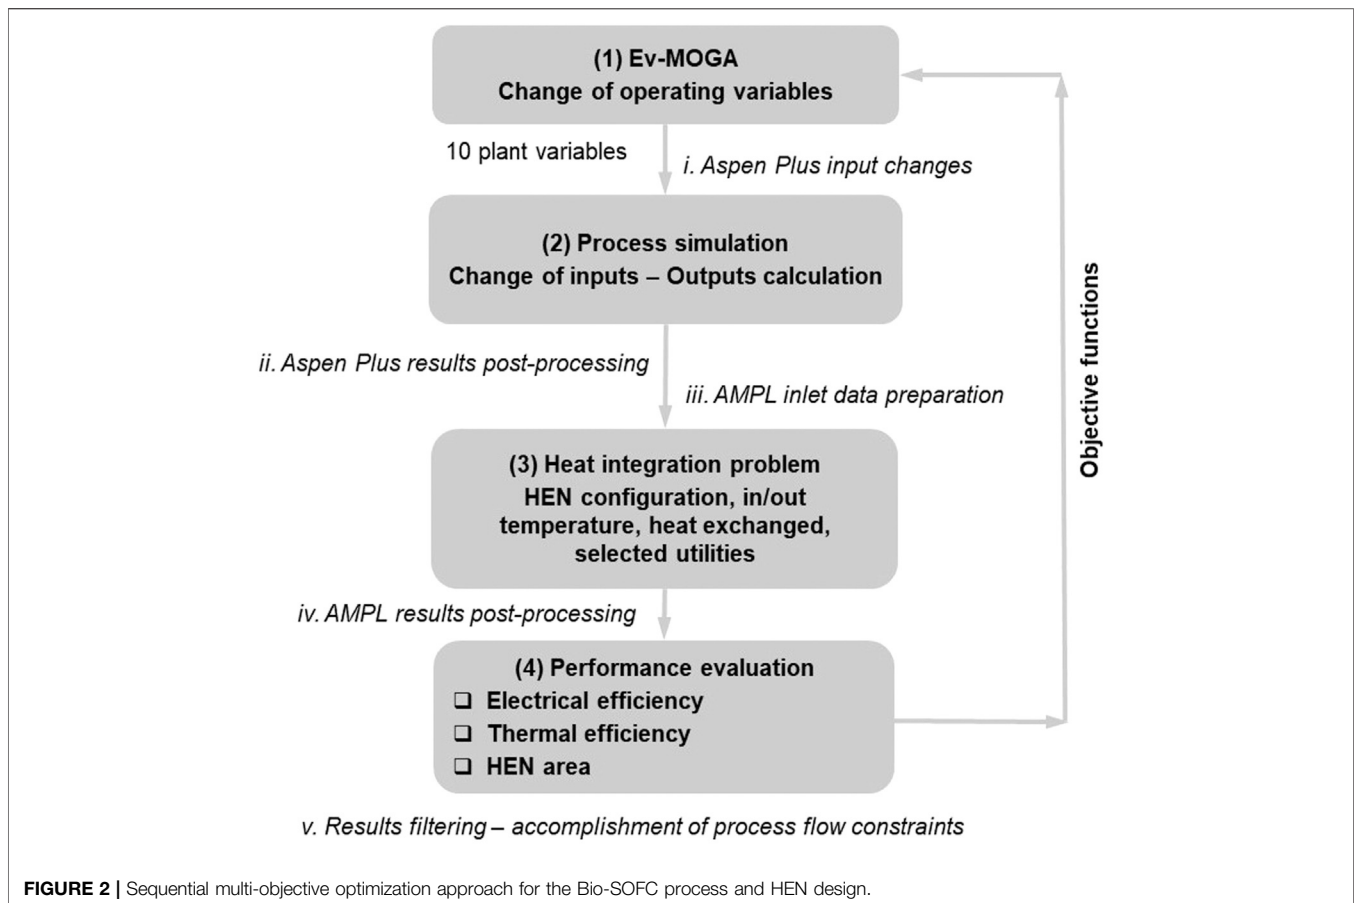 (1) Ev-MOGA
Change of operating variables
10 plant variables
i. Aspen Plus input changes
(2) Process simulation
Change of inputs – Outputs calculation
ii. Aspen Plus results post-processing
iii. AMPL inlet data preparation
Objective functions
(3) Heat integration problem
HEN configuration, in/out
temperature, heat exchanged,
selected utilities
iv. AMPL results post-processing
(4) Performance evaluation
❑ Electrical efficiency
❑ Thermal efficiency
❑ HEN area
v. Results filtering – accomplishment of process flow constraints
FIGURE 2 | Sequential multi-objective optimization approach for the Bio-SOFC process and HEN design.